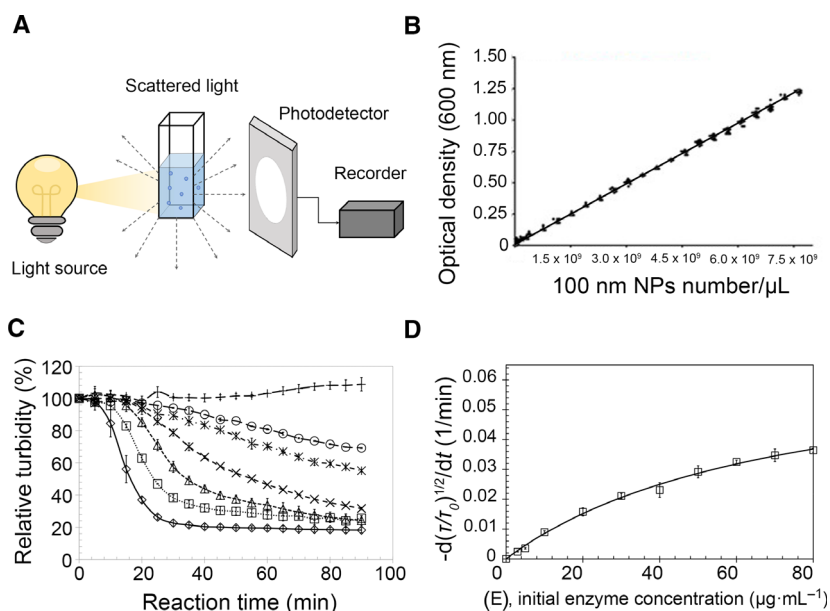 A
Scattered light
Photodetector
Recorder
Light source
B
Optical density (600 nm)
1.50
1.25
1.00
0.75
0.50
0.25
0
1.5 x 10⁹
3.0 x 10⁹
4.5 x 10⁹
6.0 x 10⁹
7.5 x 10⁹
100 nm NPs number/µL
C
Relative turbidity (%)
120
100
80
60
40
20
0
0
20
40
60
80
100
Reaction time (min)
D
-d(τ/τ₀)^1/2/dt (1/min)
0.06
0.05
0.04
0.03
0.02
0.01
0
0
20
40
60
80
(E), initial enzyme concentration (µg·mL⁻¹)